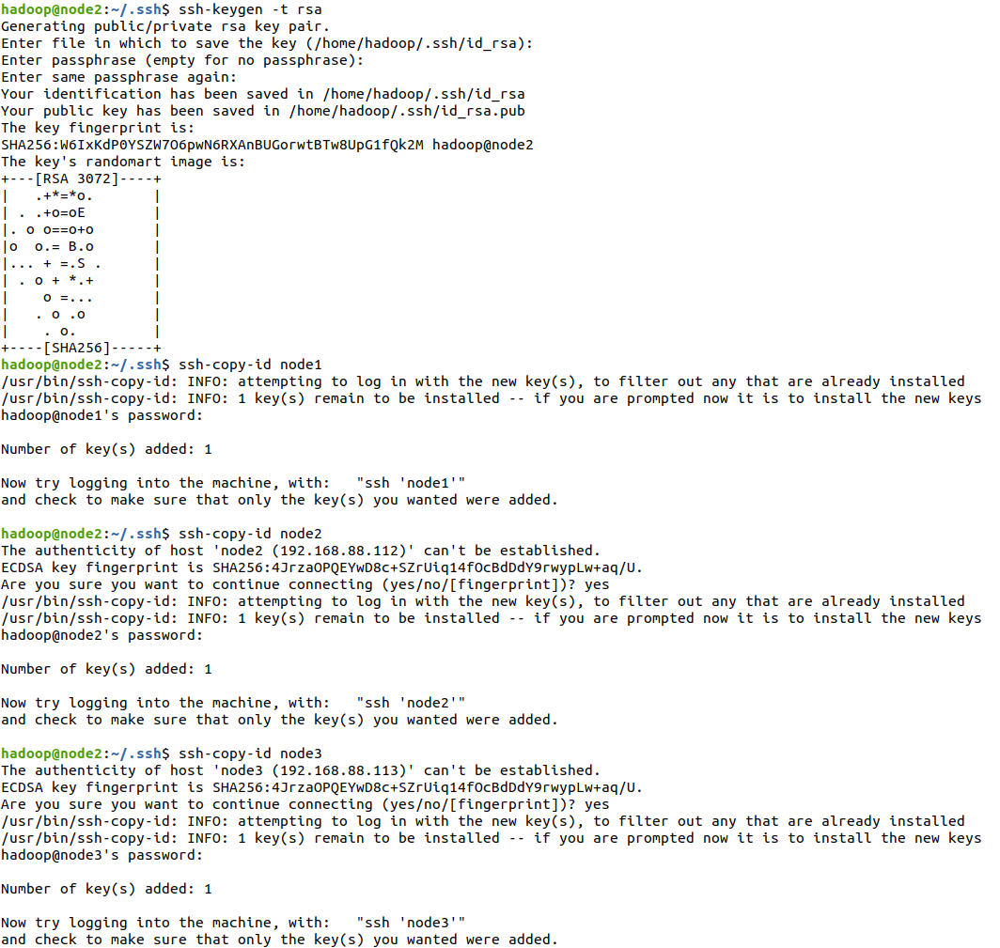 hadoop@node2:~/.ssh$ ssh-keygen -t rsa
Generating public/private rsa key pair.
Enter file in which to save the key (/home/hadoop/.ssh/id_rsa):
Enter passphrase (empty for no passphrase):
Enter same passphrase again:
Your identification has been saved in /home/hadoop/.ssh/id_rsa
Your public key has been saved in /home/hadoop/.ssh/id_rsa.pub
The key fingerprint is:
SHA256:W6IxKdP0YSZW7O6pwN6RXAnBUGorwtBTw8UpG1fQk2M hadoop@node2
The key's randomart image is:
+---[RSA 3072]----+
|   .+*=*o.       |
| . .+o=oE        |
|. o o==o+o       |
|o  o.= B.o       |
|... + =.S .      |
| . o + *.+       |
|    o =...       |
|   . o .o        |
|    . o.         |
+----[SHA256]-----+
hadoop@node2:~/.ssh$ ssh-copy-id node1
/usr/bin/ssh-copy-id: INFO: attempting to log in with the new key(s), to filter out any that are already installed
/usr/bin/ssh-copy-id: INFO: 1 key(s) remain to be installed -- if you are prompted now it is to install the new keys
hadoop@node1's password:

Number of key(s) added: 1

Now try logging into the machine, with:   "ssh 'node1'"
and check to make sure that only the key(s) you wanted were added.

hadoop@node2:~/.ssh$ ssh-copy-id node2
The authenticity of host 'node2 (192.168.88.112)' can't be established.
ECDSA key fingerprint is SHA256:4JrzaOPQEYwD8c+SZrUiq14fOcBdDdY9rwypLw+aq/U.
Are you sure you want to continue connecting (yes/no/[fingerprint])? yes
/usr/bin/ssh-copy-id: INFO: attempting to log in with the new key(s), to filter out any that are already installed
/usr/bin/ssh-copy-id: INFO: 1 key(s) remain to be installed -- if you are prompted now it is to install the new keys
hadoop@node2's password:

Number of key(s) added: 1

Now try logging into the machine, with:   "ssh 'node2'"
and check to make sure that only the key(s) you wanted were added.

hadoop@node2:~/.ssh$ ssh-copy-id node3
The authenticity of host 'node3 (192.168.88.113)' can't be established.
ECDSA key fingerprint is SHA256:4JrzaOPQEYwD8c+SZrUiq14fOcBdDdY9rwypLw+aq/U.
Are you sure you want to continue connecting (yes/no/[fingerprint])? yes
/usr/bin/ssh-copy-id: INFO: attempting to log in with the new key(s), to filter out any that are already installed
/usr/bin/ssh-copy-id: INFO: 1 key(s) remain to be installed -- if you are prompted now it is to install the new keys
hadoop@node3's password:

Number of key(s) added: 1

Now try logging into the machine, with:   "ssh 'node3'"
and check to make sure that only the key(s) you wanted were added.